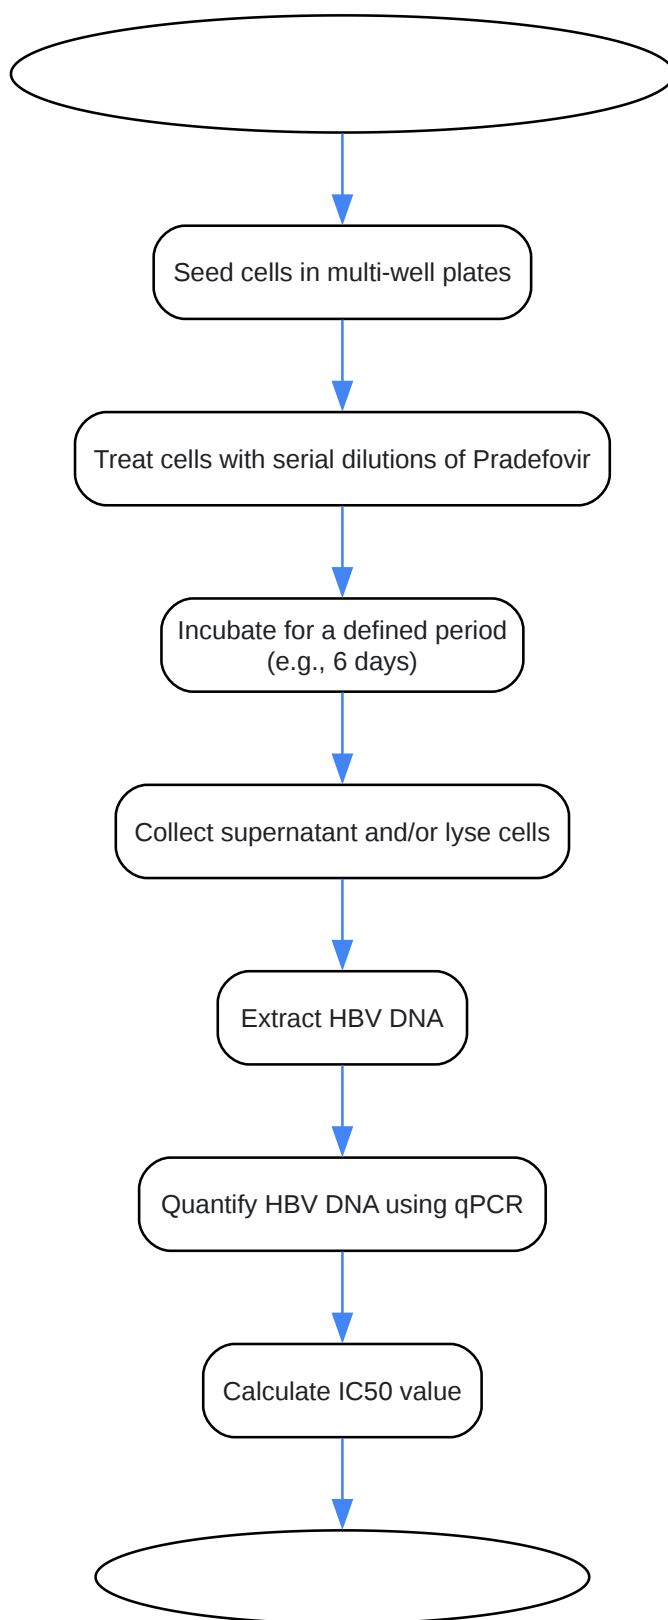 Seed cells in multi-well plates
Treat cells with serial dilutions of Pradefovir
Incubate for a defined period
(e.g., 6 days)
Collect supernatant and/or lyse cells
Extract HBV DNA
Quantify HBV DNA using qPCR
Calculate IC50 value